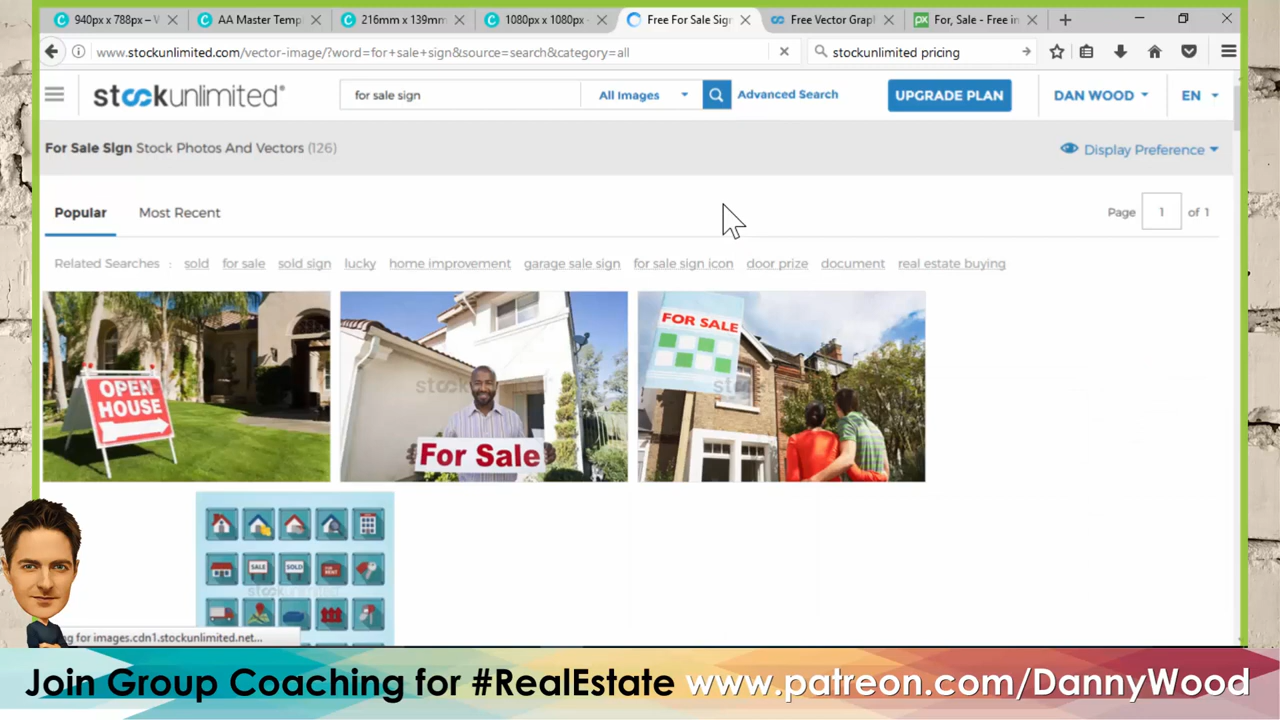 940px x 788px – V
AA Master Templ
216mm x 139mm
1080px x 1080px -
Free For Sale Sign
Free Vector Graph
For, Sale - Free in
www.stockunlimited.com/vector-image/?word=for+sale+sign&source=search&category=all
stockunlimited pricing
stockunlimited®
for sale sign
All Images
Advanced Search
UPGRADE PLAN
DAN WOOD
EN
For Sale Sign Stock Photos And Vectors (126)
Display Preference
Popular
Most Recent
Page 1 of 1
Related Searches : sold for sale sold sign lucky home improvement garage sale sign for sale sign icon door prize document real estate buying
OPEN
HOUSE
For Sale
FOR SALE
SALE
SOLD
g for images.cdn1.stockunlimited.net...
Join Group Coaching for #RealEstate www.patreon.com/DannyWood